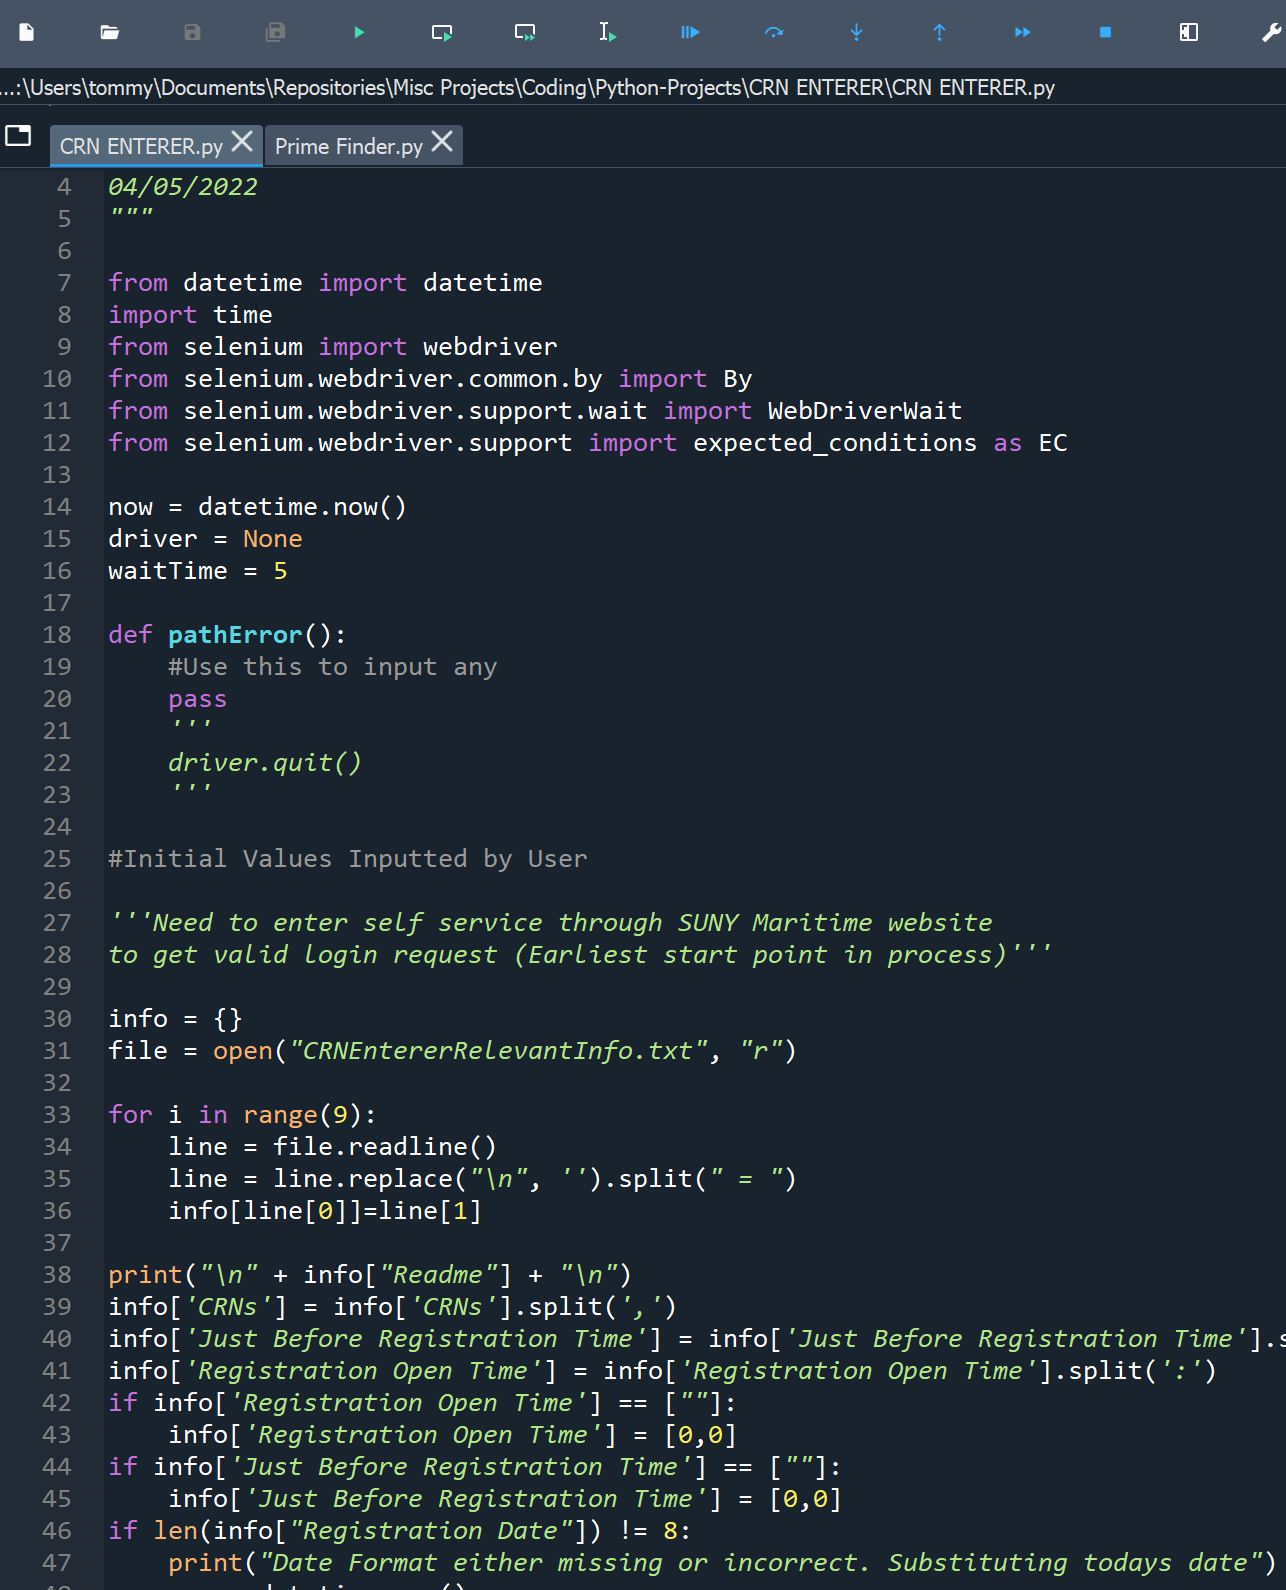 ...:\Users\tommy\Documents\Repositories\Misc Projects\Coding\Python-Projects\CRN ENTERER\CRN ENTERER.py
CRN ENTERER.py Prime Finder.py
4 04/05/2022
5 """
6
7 from datetime import datetime
8 import time
9 from selenium import webdriver
10 from selenium.webdriver.common.by import By
11 from selenium.webdriver.support.wait import WebDriverWait
12 from selenium.webdriver.support import expected_conditions as EC
13
14 now = datetime.now()
15 driver = None
16 waitTime = 5
17
18 def pathError():
19     #Use this to input any
20     pass
21     '''
22     driver.quit()
23     '''
24
25 #Initial Values Inputted by User
26
27 '''Need to enter self service through SUNY Maritime website
28 to get valid login request (Earliest start point in process)'''
29
30 info = {}
31 file = open("CRNEntererRelevantInfo.txt", "r")
32
33 for i in range(9):
34     line = file.readline()
35     line = line.replace("\n", '').split(" = ")
36     info[line[0]]=line[1]
37
38 print("\n" + info["Readme"] + "\n")
39 info['CRNs'] = info['CRNs'].split(',')
40 info['Just Before Registration Time'] = info['Just Before Registration Time'].s
41 info['Registration Open Time'] = info['Registration Open Time'].split(':')
42 if info['Registration Open Time'] == [""]:
43     info['Registration Open Time'] = [0,0]
44 if info['Just Before Registration Time'] == [""]:
45     info['Just Before Registration Time'] = [0,0]
46 if len(info["Registration Date"]) != 8:
47     print("Date Format either missing or incorrect. Substituting todays date")